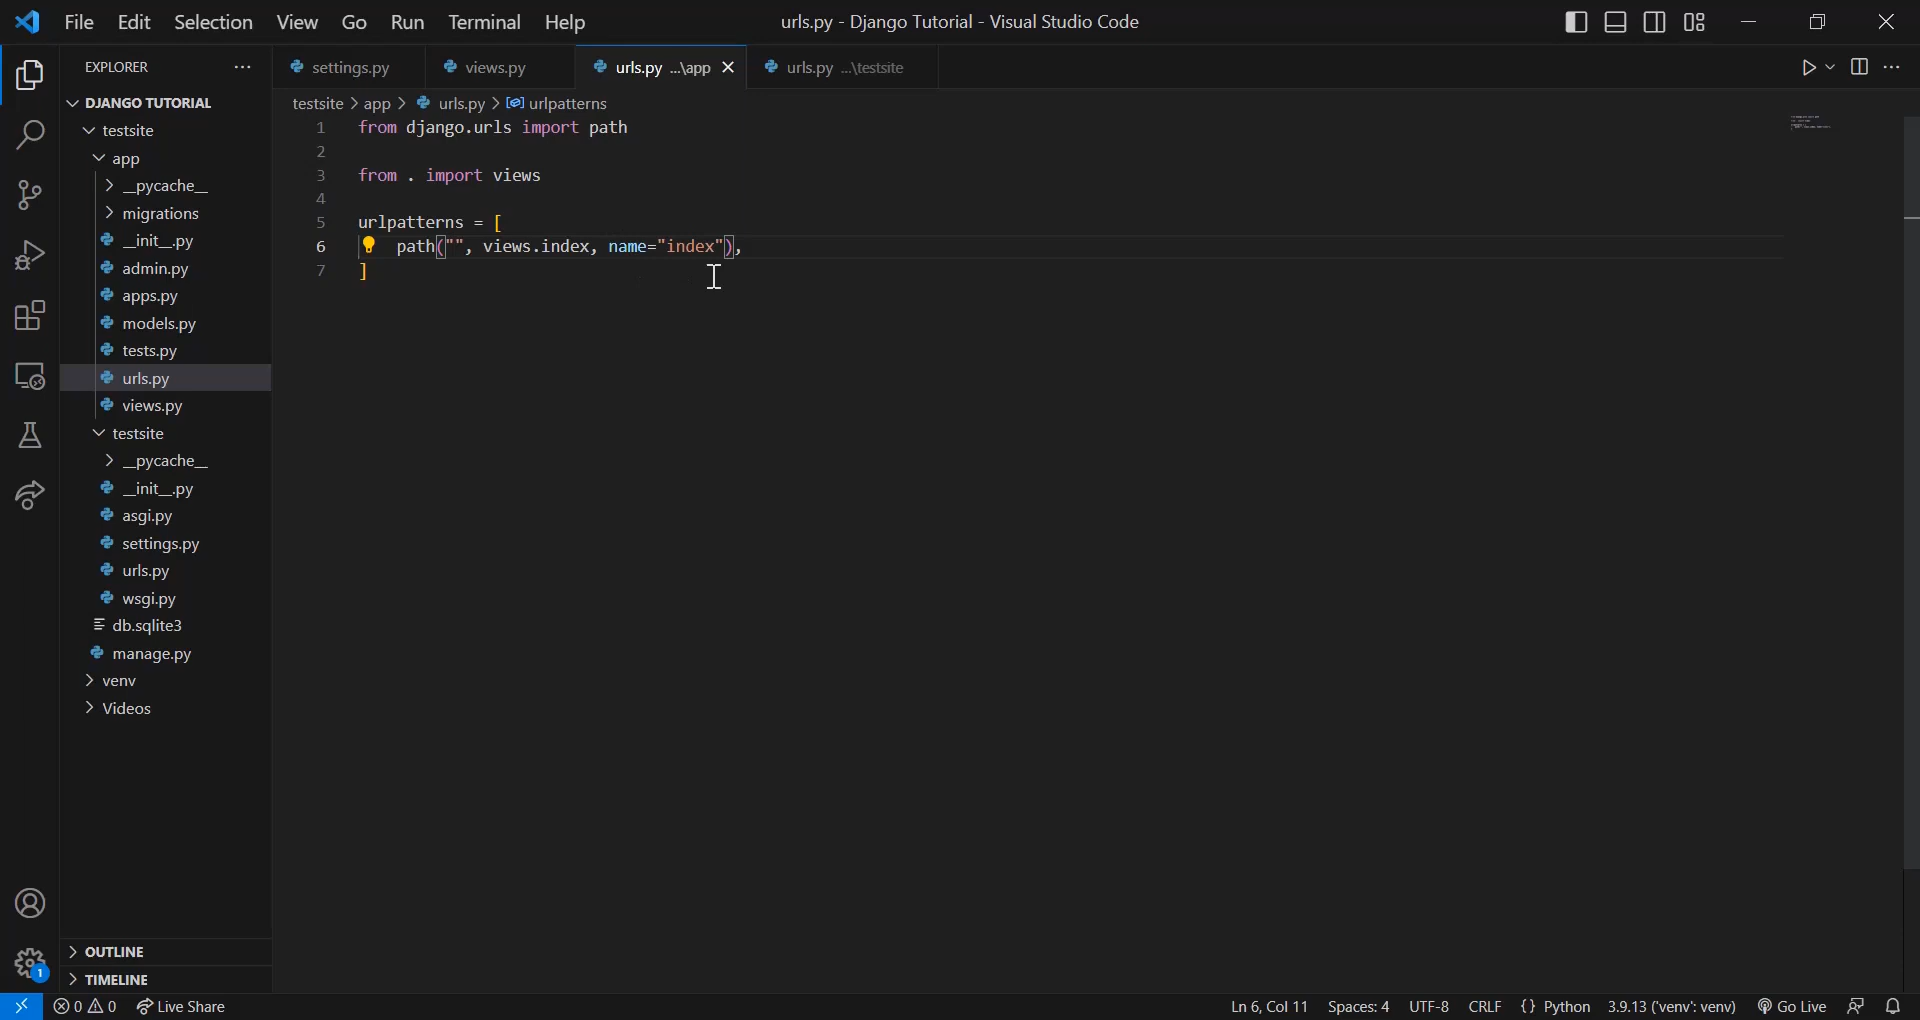 File Edit Selection View Go Run Terminal Help
urls.py - Django Tutorial - Visual Studio Code
EXPLORER
settings.py
views.py
urls.py ...\app
urls.py ...\testsite
DJANGO TUTORIAL
testsite
app
__pycache__
migrations
__init__.py
admin.py
apps.py
models.py
tests.py
urls.py
views.py
testsite
__pycache__
__init__.py
asgi.py
settings.py
urls.py
wsgi.py
db.sqlite3
manage.py
venv
Videos
OUTLINE
TIMELINE
testsite > app > urls.py > urlpatterns
1 from django.urls import path
2
3 from . import views
4
5 urlpatterns = [
6 path("", views.index, name="index"),
7 ]
1
0 0 Live Share
Ln 6, Col 11 Spaces: 4 UTF-8 CRLF {} Python 3.9.13 ('venv': venv) Go Live